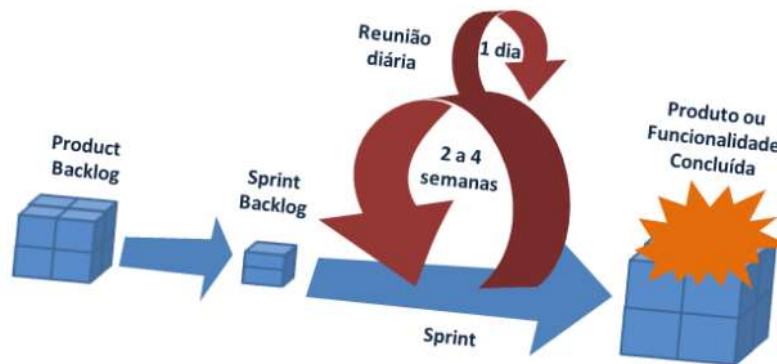 Product
Backlog
Sprint
Backlog
Reunião
diária
1 dia
2 a 4
semanas
Sprint
Produto ou
Funcionalidade
Concluída